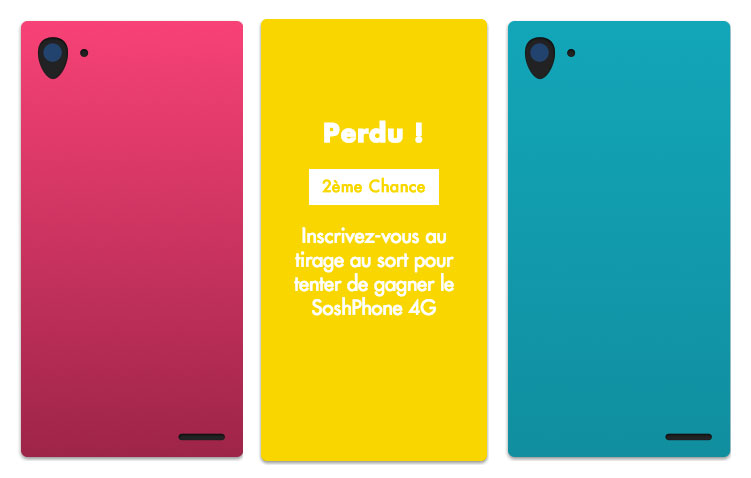 Perdu !
2ème Chance
Inscrivez-vous au
tirage au sort pour
tenter de gagner le
SoshPhone 4G